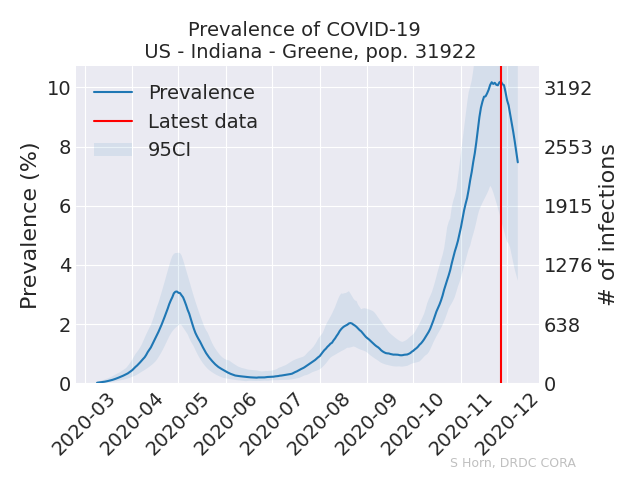 Prevalence of COVID-19
US - Indiana - Greene, pop. 31922
Prevalence
Latest data
95CI
Prevalence (%)
10
8
6
4
2
0
3192
2553
1915
1276
638
0
# of infections
2020-03
2020-04
2020-05
2020-06
2020-07
2020-08
2020-09
2020-10
2020-11
2020-12
S Horn, DRDC CORA